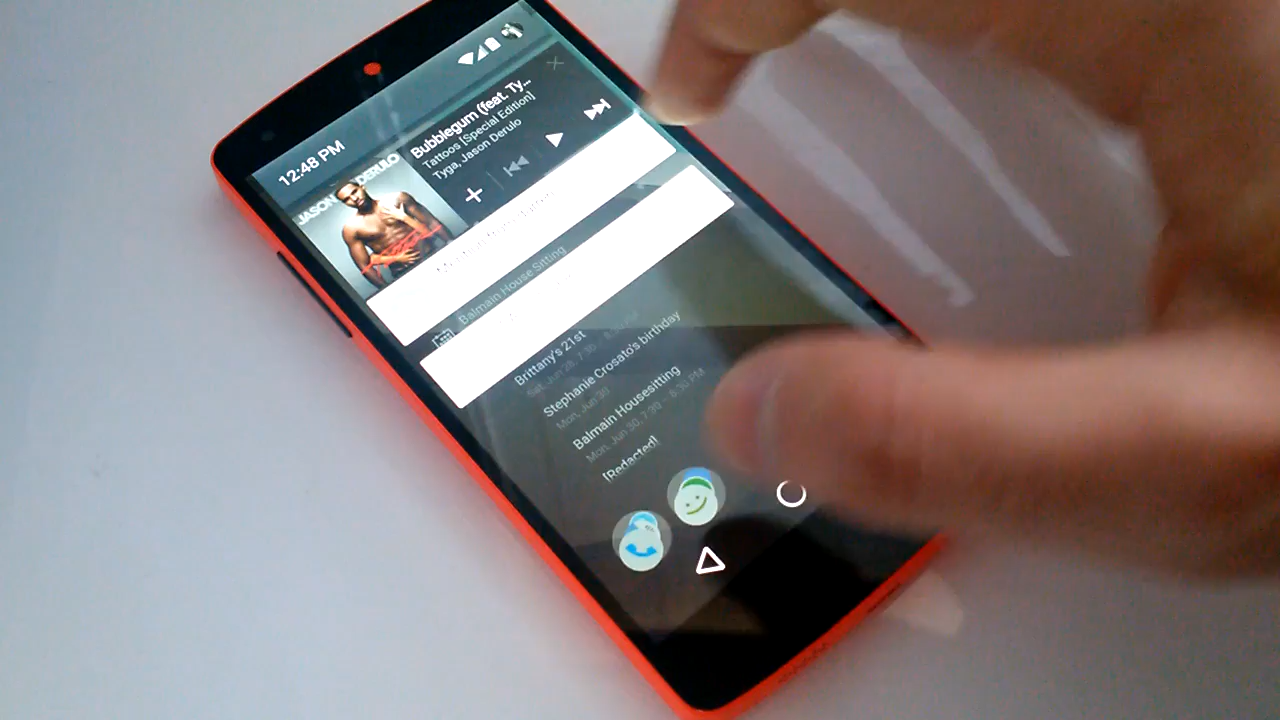 12:48 PM
JASON DERULO
Bubblegum (feat. Ty...
Tattoos [Special Edition]
Tyga, Jason Derulo
Balmain House Sitting
Brittany's 21st
Sat, Jun 28, 7:30
Stephanie Crosato's birthday
Mon, Jun 30
Balmain Housesitting
Mon, Jun 30, 7:30 - 8:30 PM
[Redacted]